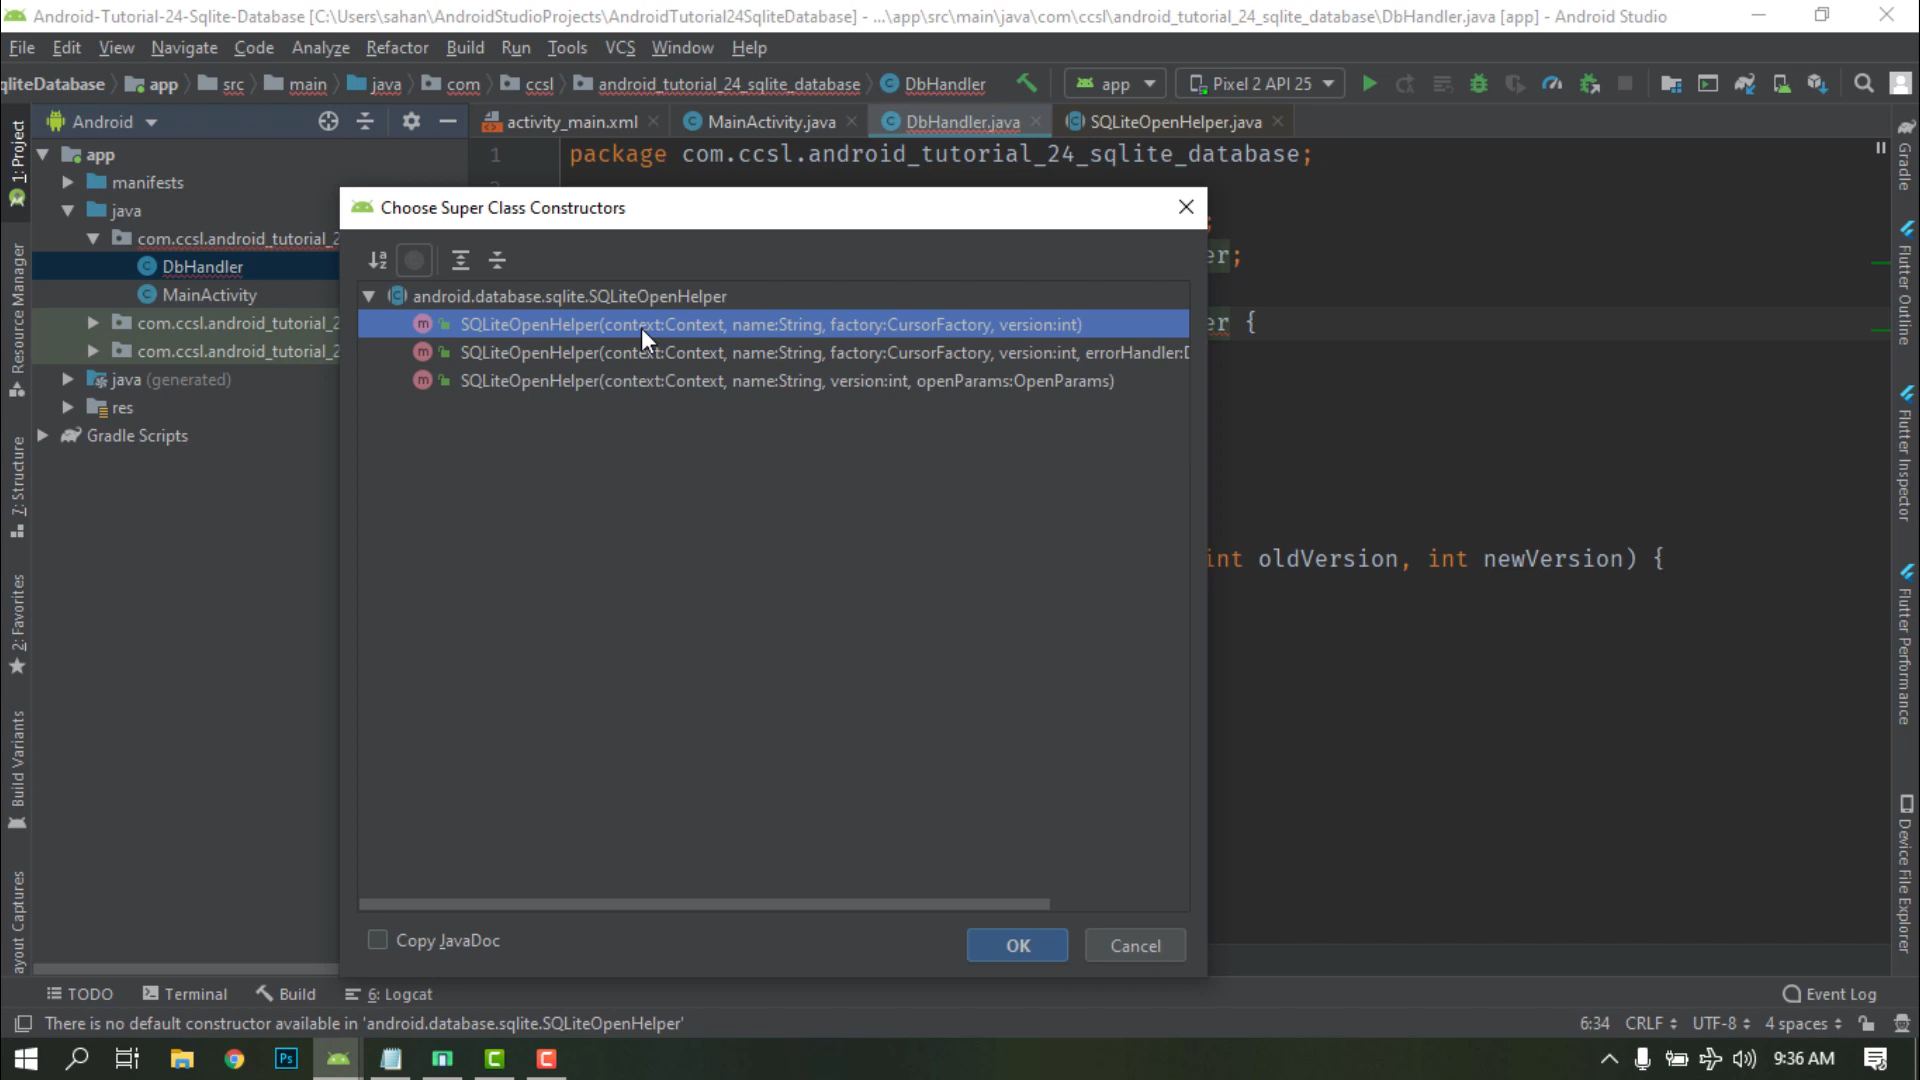 Android-Tutorial-24-Sqlite-Database [C:\Users\sahan\AndroidStudioProjects\AndroidTutorial24SqliteDatabase] - ...\app\src\main\java\com\ccsl\android_tutorial_24_sqlite_database\DbHandler.java [app] - Android Studio
File Edit View Navigate Code Analyze Refactor Build Run Tools VCS Window Help
qliteDatabase app src main java com ccsl android_tutorial_24_sqlite_database DbHandler app Pixel 2 API 25
Android activity_main.xml MainActivity.java DbHandler.java SQLiteOpenHelper.java
1: Project
Resource Manager
7: Structure
2: Favorites
Build Variants
ayout Captures
app
manifests
java
com.ccsl.android_tutorial_2
DbHandler
MainActivity
com.ccsl.android_tutorial_2
com.ccsl.android_tutorial_2
java (generated)
res
Gradle Scripts
1 package com.ccsl.android_tutorial_24_sqlite_database;
2
;
er;
er {
int oldVersion, int newVersion) {
Choose Super Class Constructors
android.database.sqlite.SQLiteOpenHelper
m SQLiteOpenHelper(context:Context, name:String, factory:CursorFactory, version:int)
m SQLiteOpenHelper(context:Context, name:String, factory:CursorFactory, version:int, errorHandler:D
m SQLiteOpenHelper(context:Context, name:String, version:int, openParams:OpenParams)
Copy JavaDoc
OK Cancel
Gradle
Flutter Outline
Flutter Inspector
Flutter Performance
Device File Explorer
TODO Terminal Build 6: Logcat Event Log
There is no default constructor available in 'android.database.sqlite.SQLiteOpenHelper' 6:34 CRLF UTF-8 4 spaces
Ps 9:36 AM